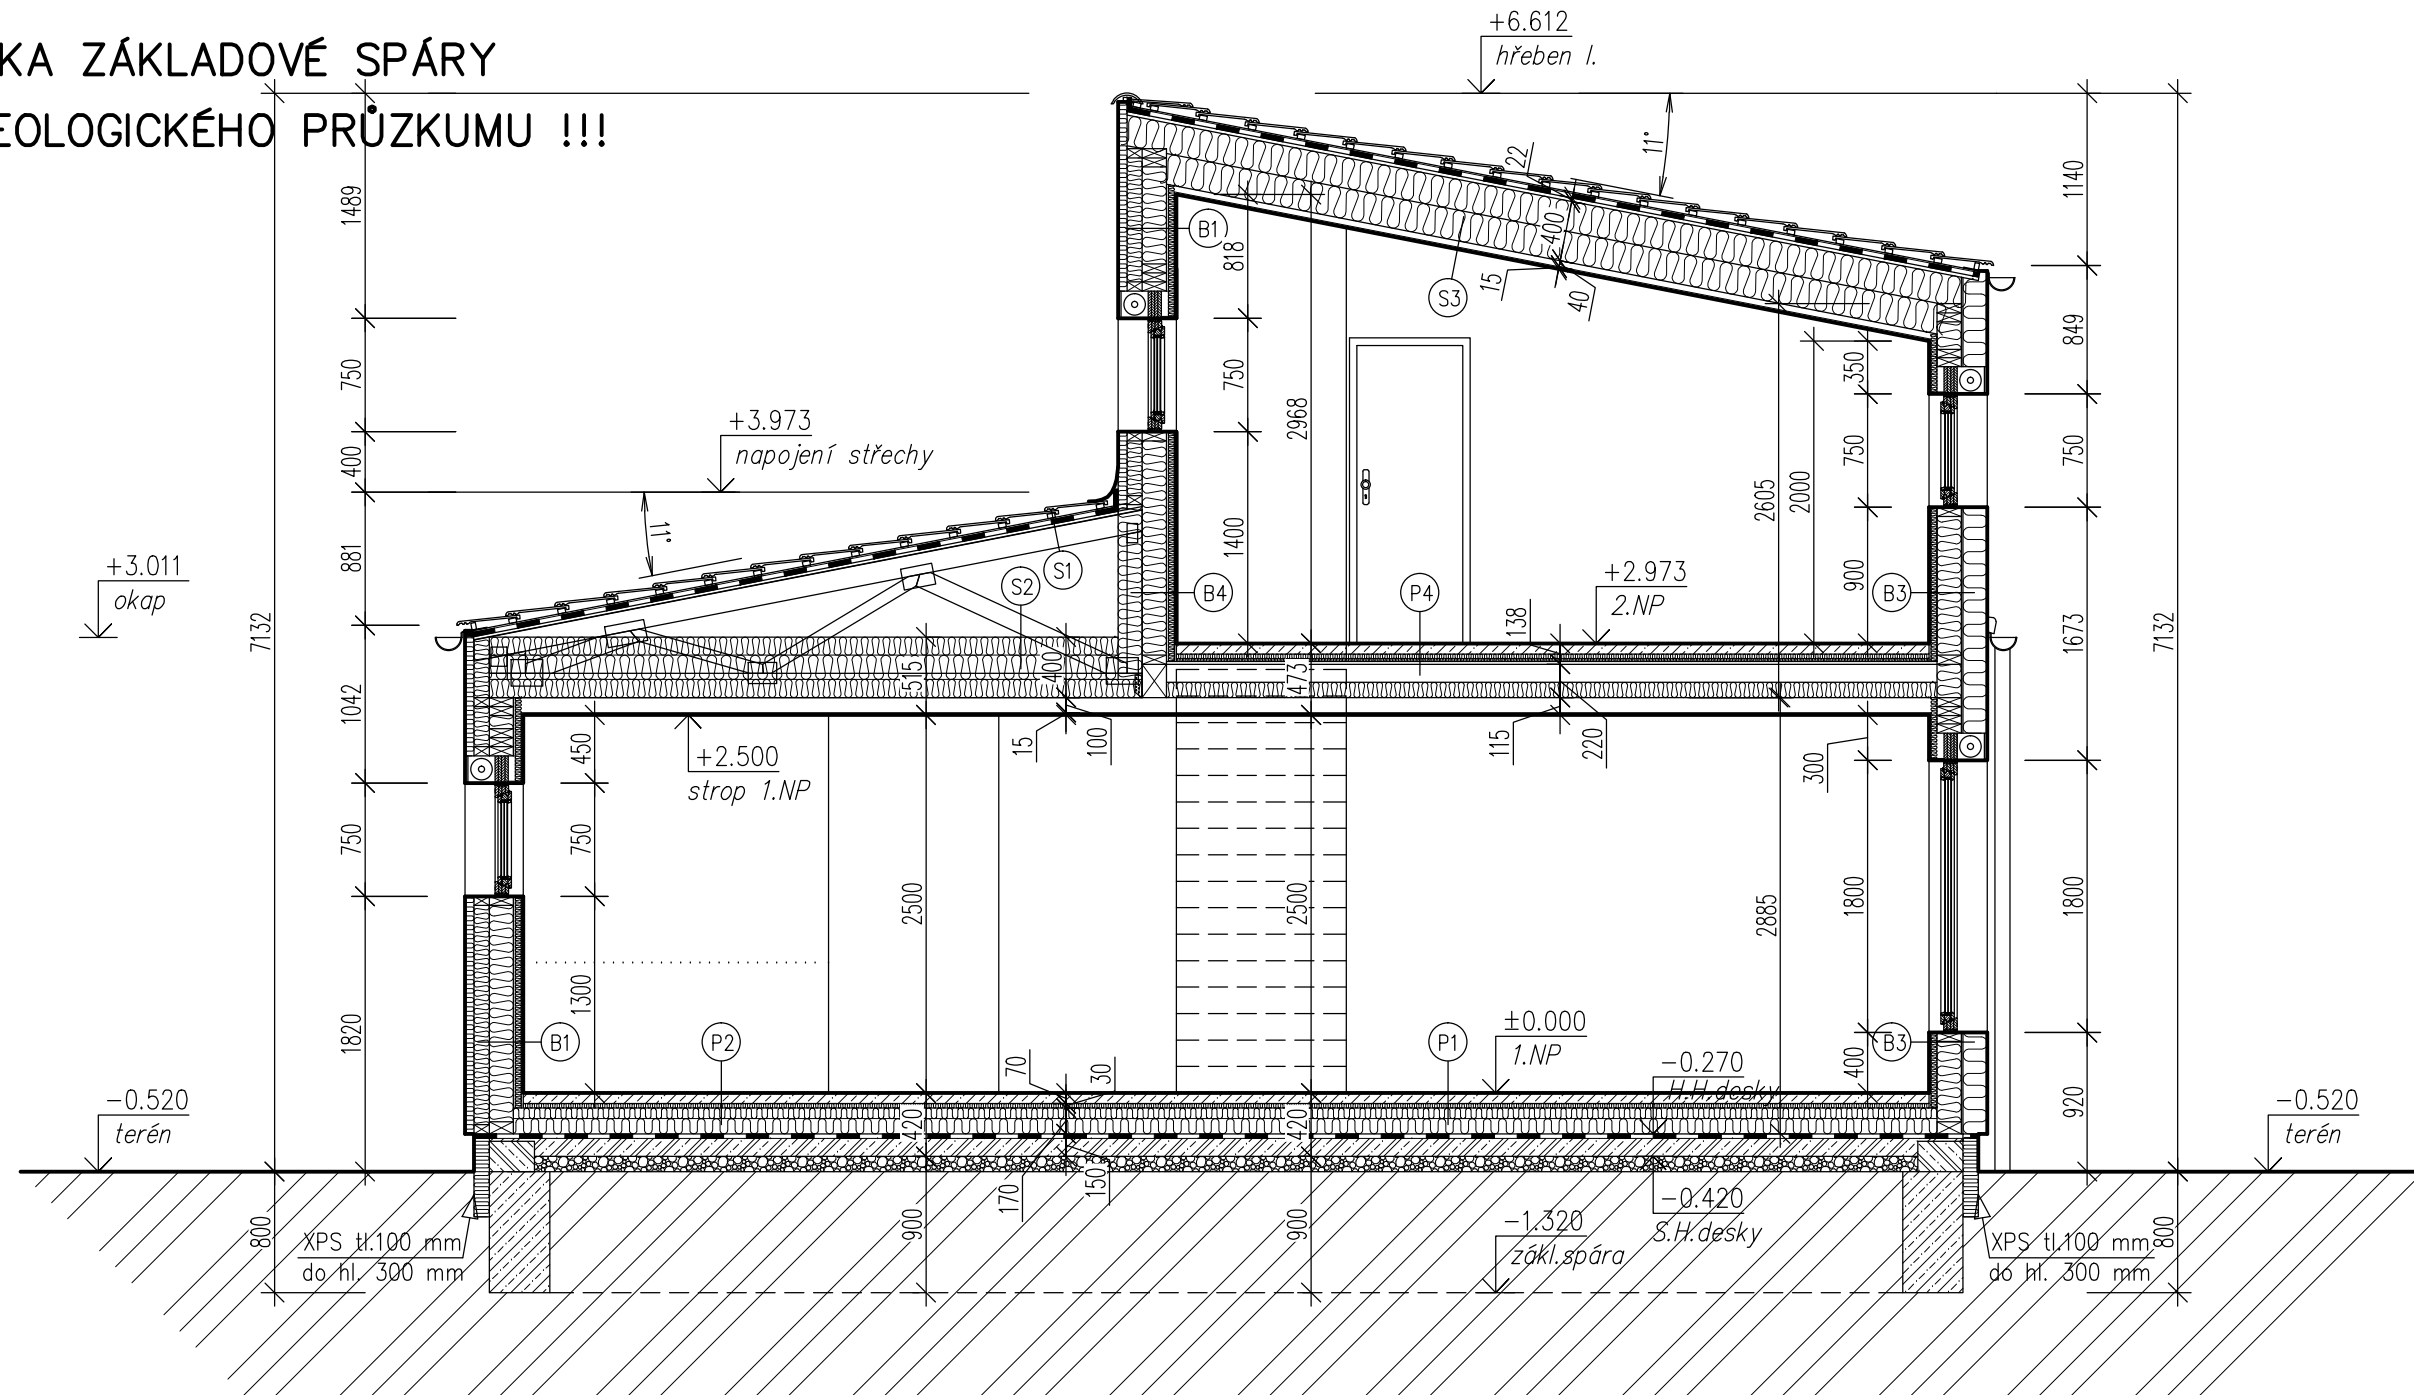 KA ZÁKLADOVÉ SPÁRY
EOLOGICKÉHO PRŮZKUMU !!!
+6.612
hřeben l.
11°
22
400
15
40
S3
B1
818
750
1400
2968
2605
2000
350
750
900
1140
849
750
1673
1800
920
7132
800
1489
750
400
881
1042
750
1820
7132
800
+3.973
napojení střechy
11°
+3.011
okap
S1
S2
B4
P4
B3
+2.973
2.NP
138
515
400
473
15
100
115
220
300
+2.500
strop 1.NP
450
750
1300
2500
2500
2885
1800
400
B1
P2
P1
B3
±0.000
1.NP
-0.270
H.H.desky
70
30
420
420
170
150
900
900
-0.420
S.H.desky
-1.320
zákl.spára
-0.520
terén
-0.520
terén
XPS tl.100 mm
do hl. 300 mm
XPS tl.100 mm
do hl. 300 mm